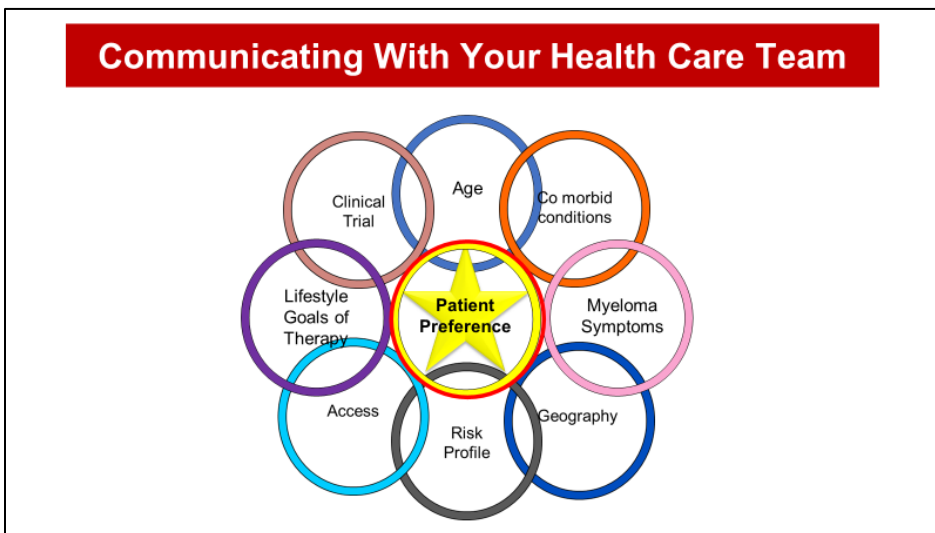 Communicating With Your Health Care Team
Age
Clinical
Trial
Co morbid
conditions
Lifestyle
Goals of
Therapy
Patient
Preference
Myeloma
Symptoms
Access
Risk
Profile
Geography